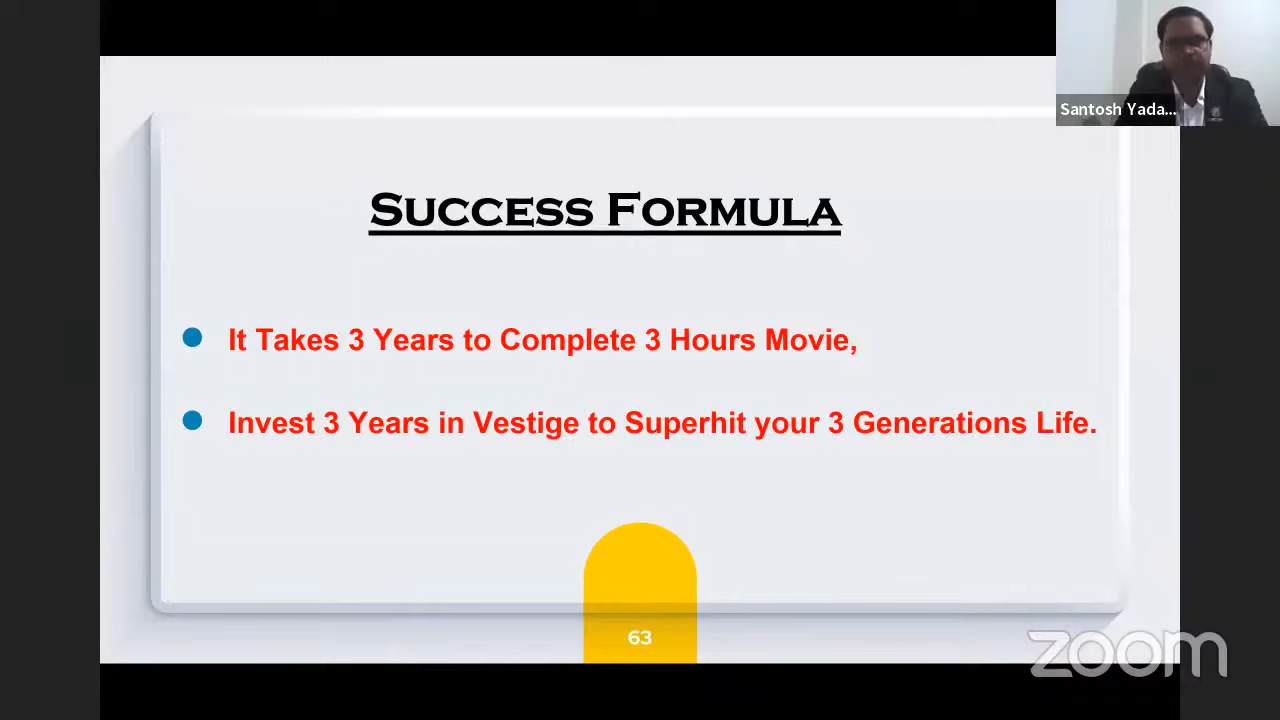 Santosh Yada...
Success Formula
It Takes 3 Years to Complete 3 Hours Movie,
Invest 3 Years in Vestige to Superhit your 3 Generations Life.
63
zoom